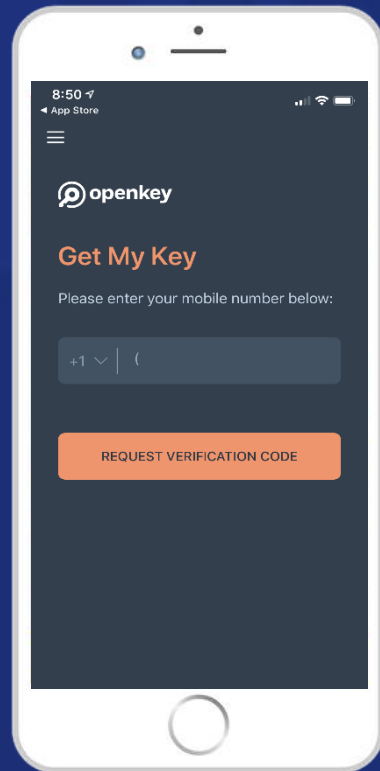 8:50
◀ App Store
openkey
Get My Key
Please enter your mobile number below:
+1 (
REQUEST VERIFICATION CODE